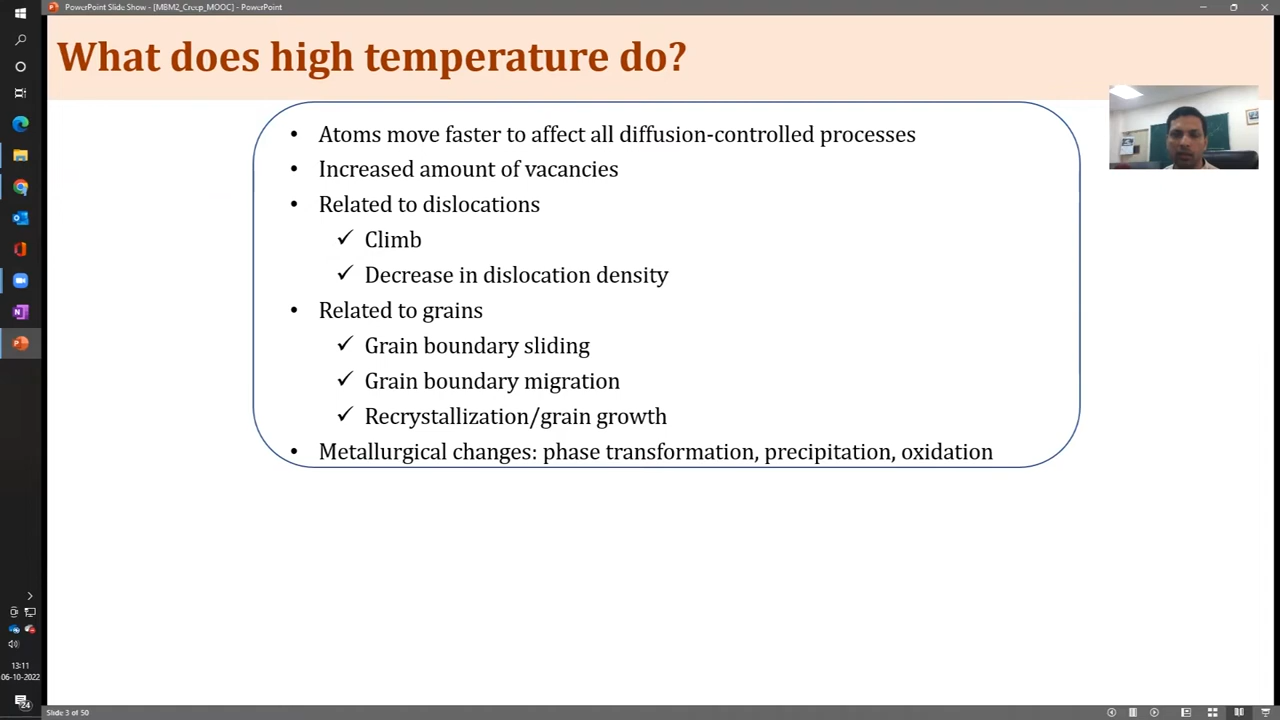 PowerPoint Slide Show - [MBM2_Creep_MOOC] - PowerPoint
What does high temperature do?
• Atoms move faster to affect all diffusion-controlled processes
• Increased amount of vacancies
• Related to dislocations
✓ Climb
✓ Decrease in dislocation density
• Related to grains
✓ Grain boundary sliding
✓ Grain boundary migration
✓ Recrystallization/grain growth
• Metallurgical changes: phase transformation, precipitation, oxidation
13:11
06-10-2022
24
Slide 3 of 50